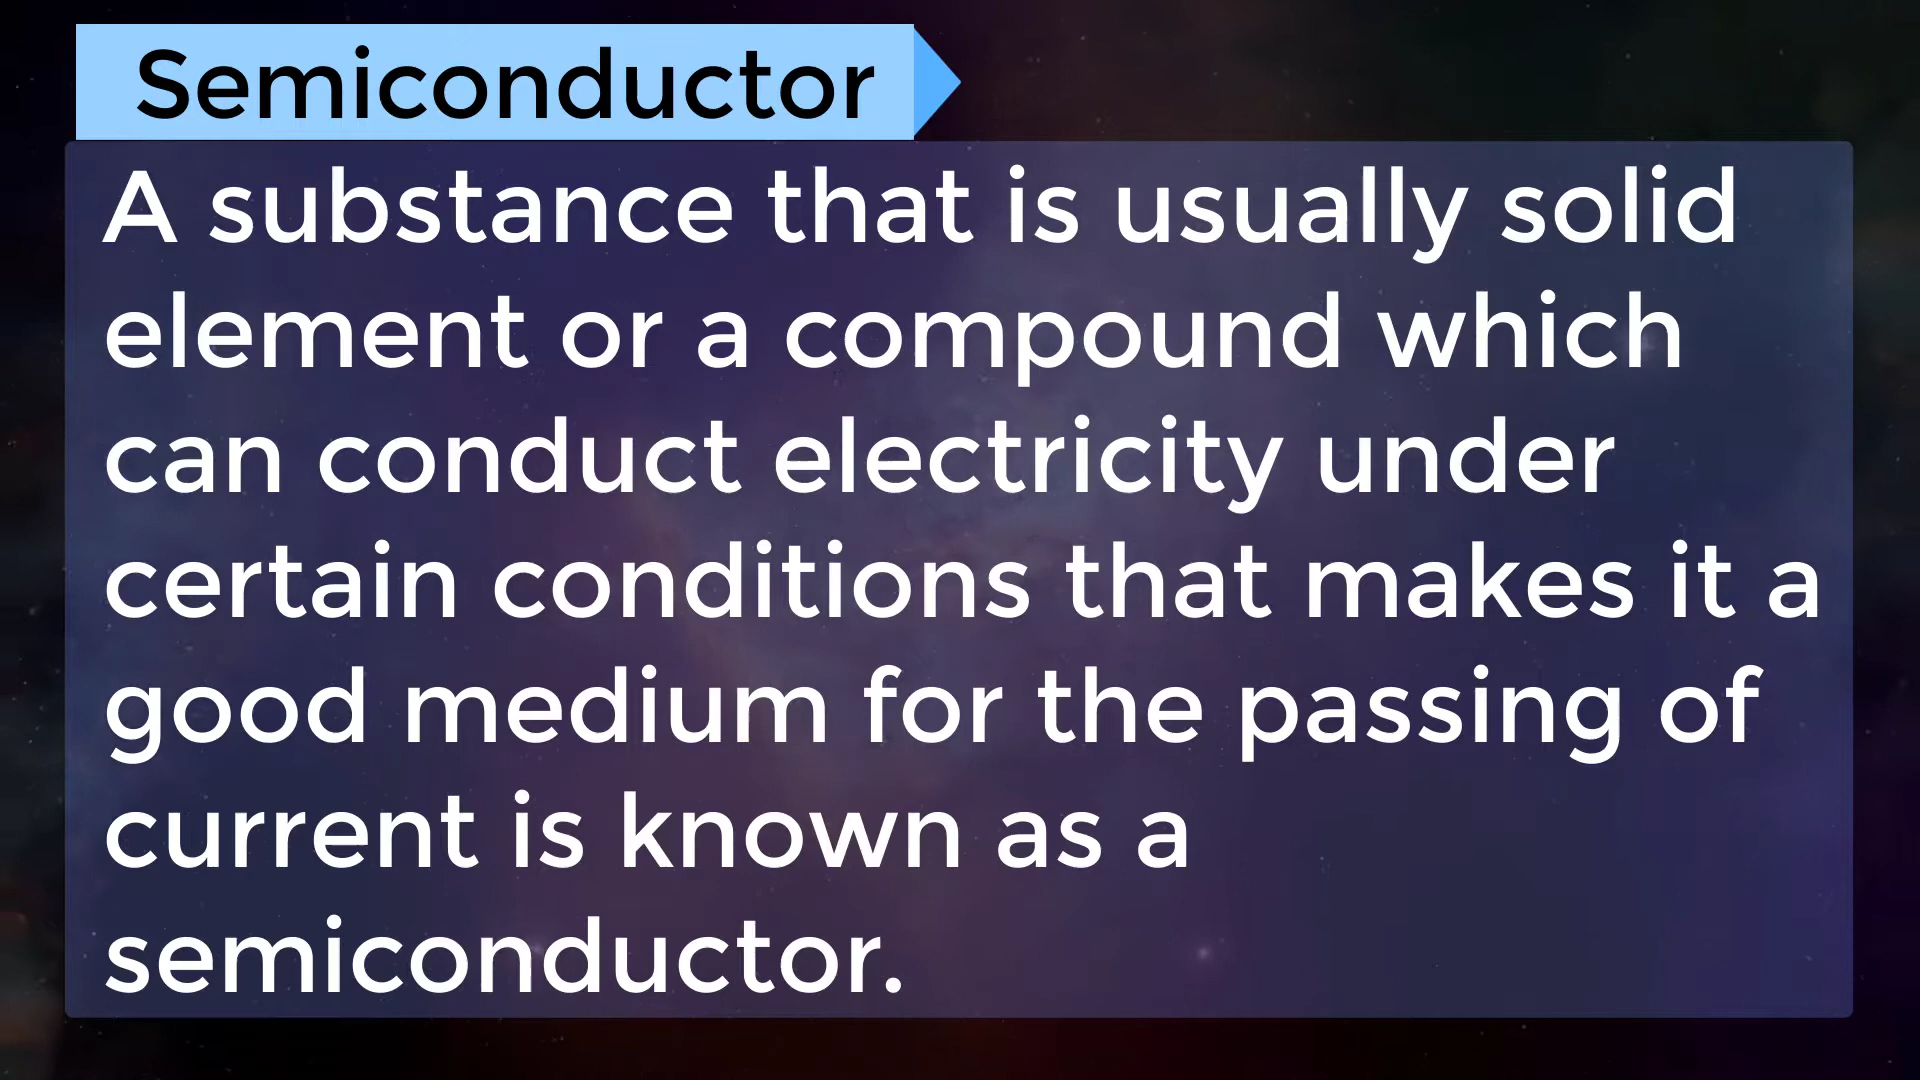 Semiconductor
A substance that is usually solid
element or a compound which
can conduct electricity under
certain conditions that makes it a
good medium for the passing of
current is known as a
semiconductor.